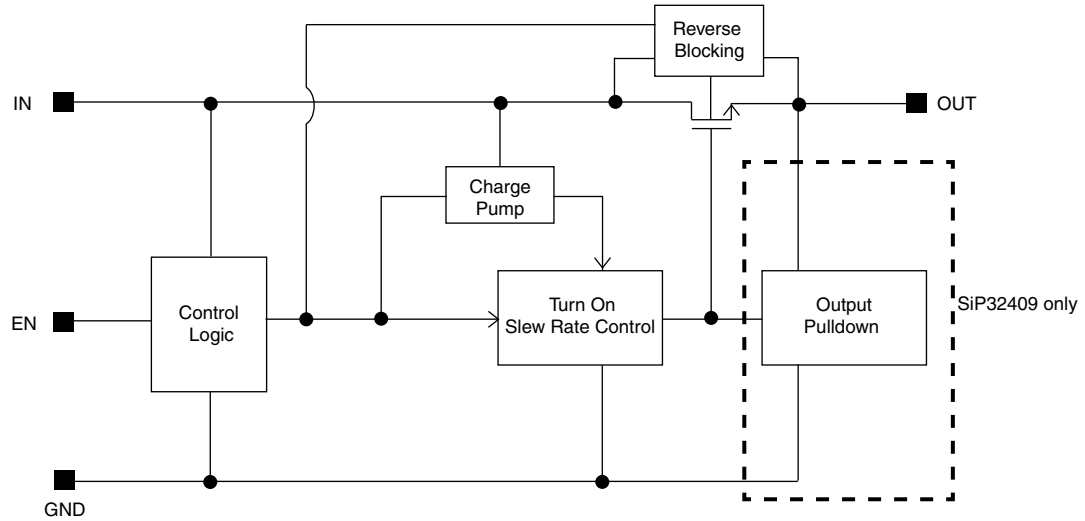 Reverse
Blocking
IN
OUT
Charge
Pump
Control
Logic
Turn On
Slew Rate Control
Output
Pulldown
SiP32409 only
EN
GND